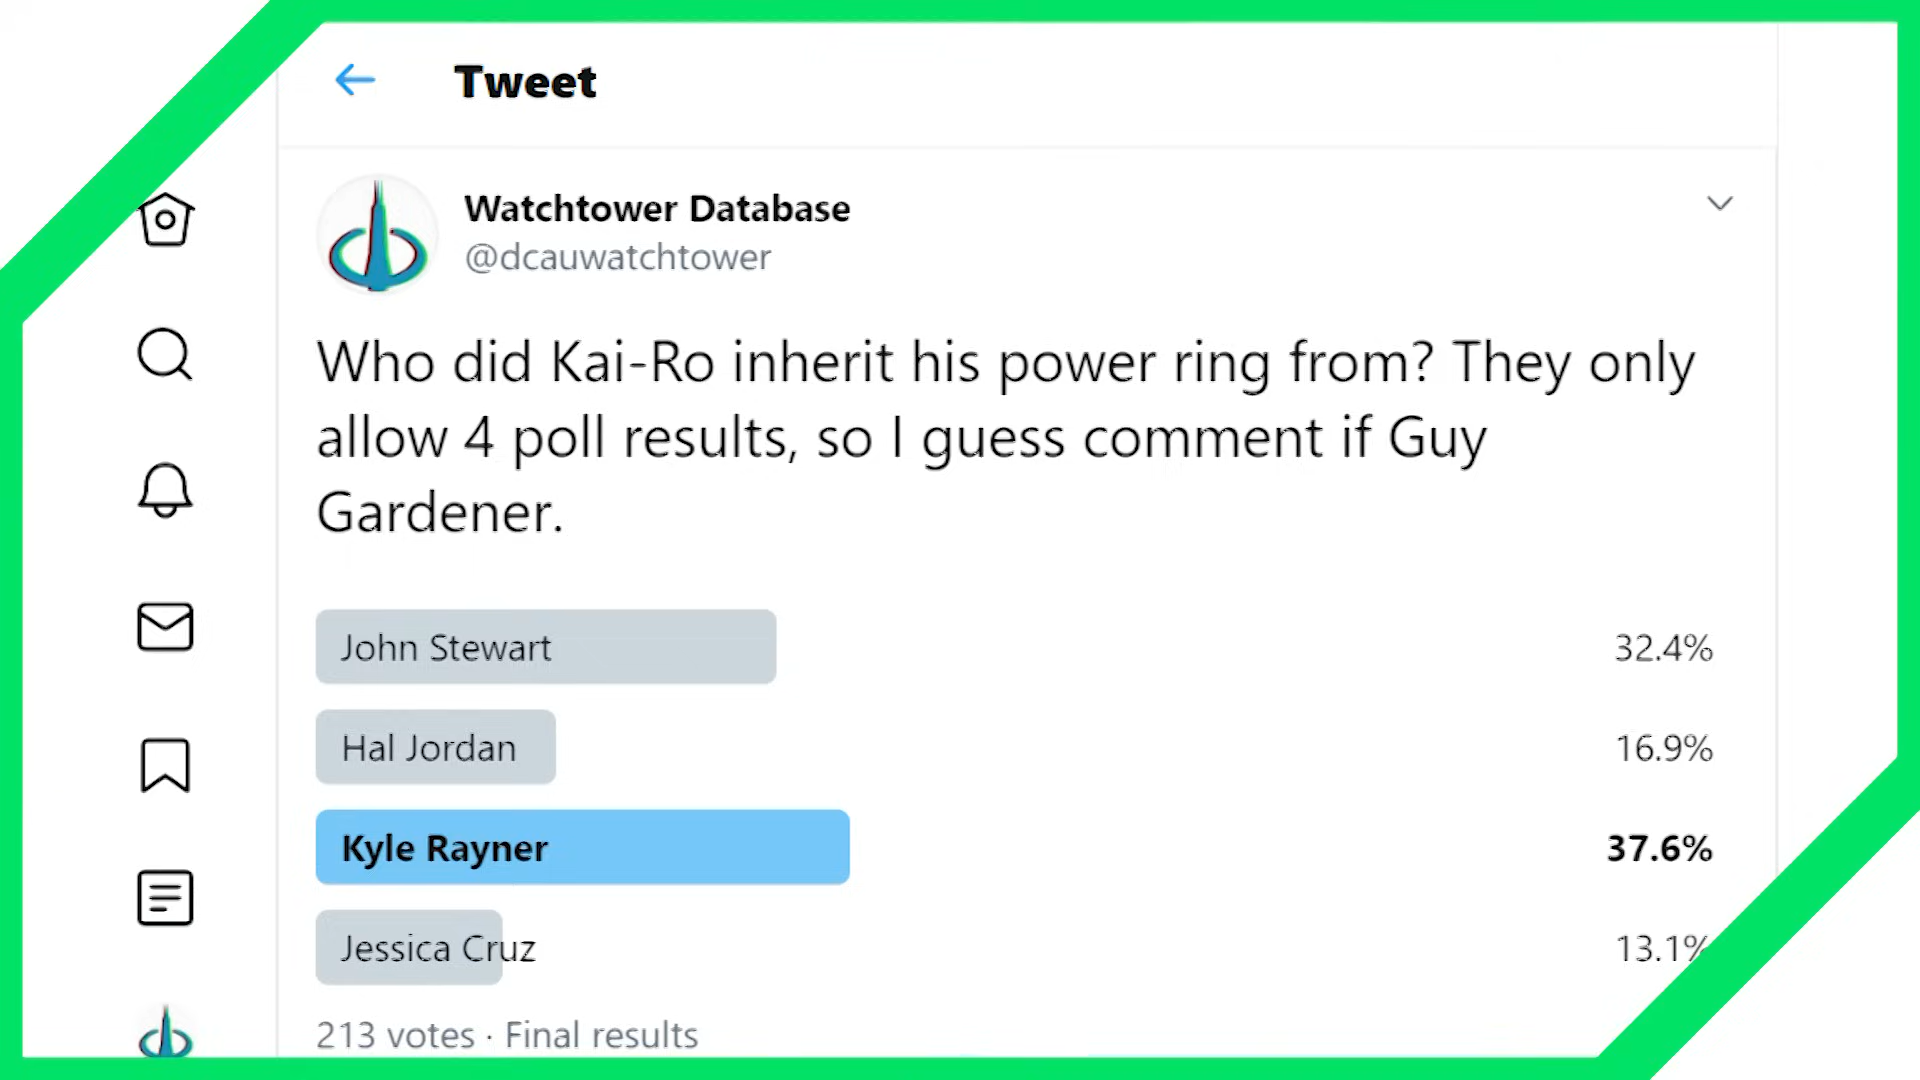 Tweet
Watchtower Database
@dcauwatchtower
Who did Kai-Ro inherit his power ring from? They only
allow 4 poll results, so I guess comment if Guy
Gardener.
John Stewart 32.4%
Hal Jordan 16.9%
Kyle Rayner 37.6%
Jessica Cruz 13.1%
213 votes · Final results